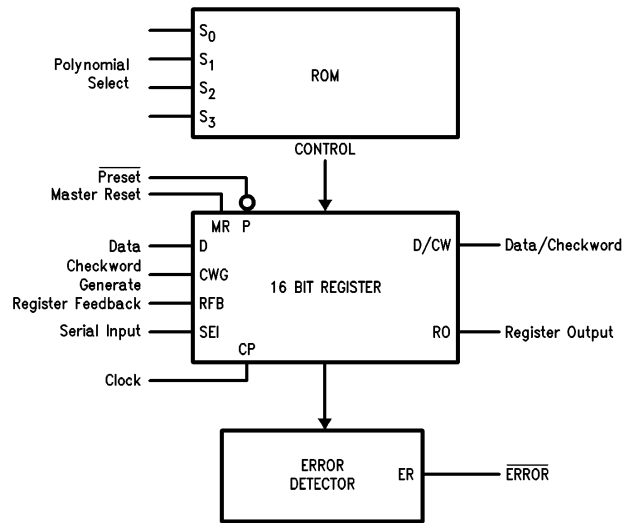 S0
S1
Polynomial
Select
S2
S3
ROM
CONTROL
Preset
Master Reset
MR P
Data
D
D/CW
Data/Checkword
Checkword
Generate
CWG
16 BIT REGISTER
Register Feedback
RFB
Serial Input
SEI
RO
Register Output
CP
Clock
ERROR
DETECTOR
ER
ERROR